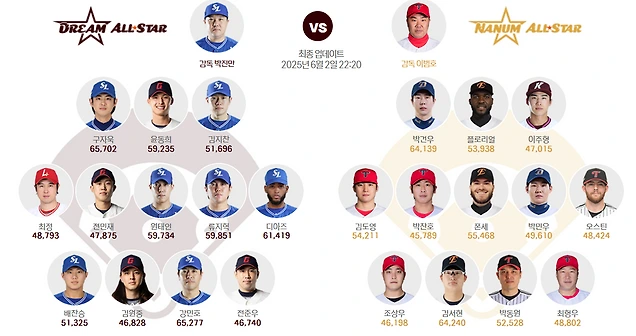 DREAM ALL★STAR
감독 박진만
VS
최종 업데이트
2025년 6월 2일 22:20
감독 이범호
NANUM ALL★STAR
구자욱 윤동희 김지찬
65,702 59,235 51,696
박건우 플로리얼 이주형
64,139 53,938 47,015
최정 전민재 원태인 류지혁 디아즈
48,793 47,875 59,734 59,851 61,419
김도영 박찬호 폰세 박민우 오스틴
54,211 45,789 55,468 49,610 48,424
배찬승 김원중 강민호 전준우
51,325 46,828 65,277 46,740
조상우 김서현 박동원 최형우
46,198 64,240 52,528 48,802